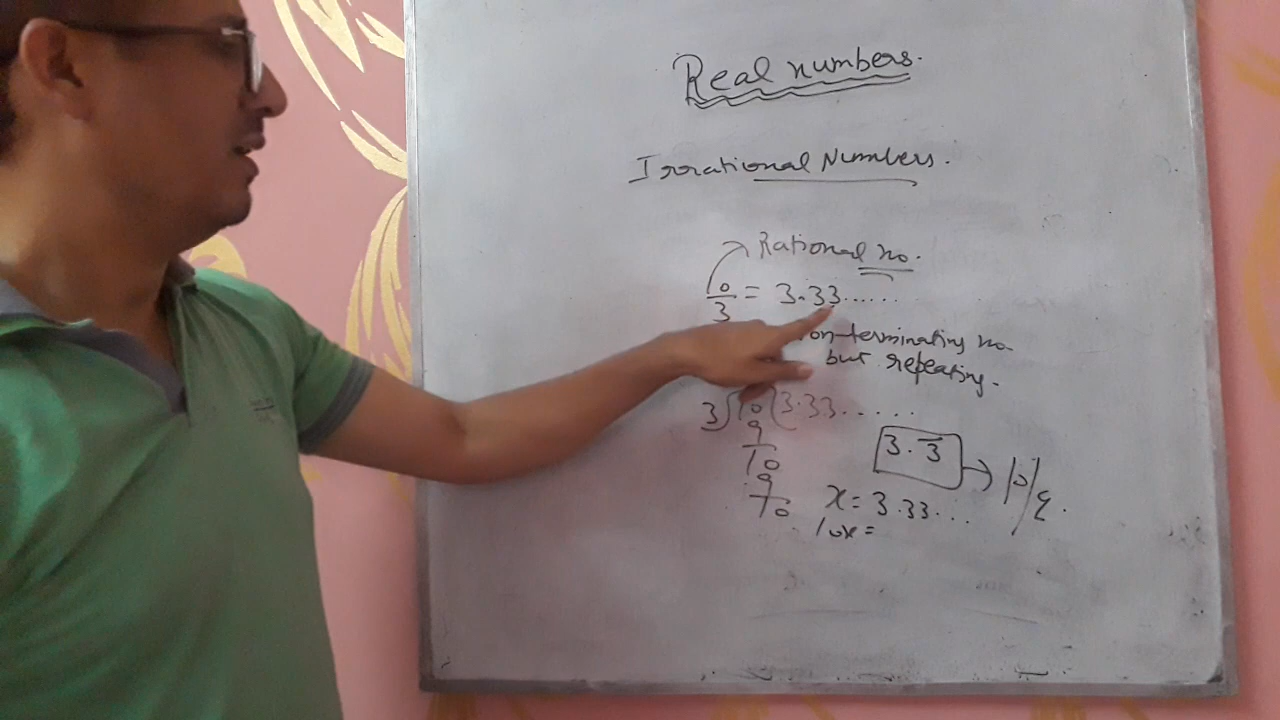 Real numbers.
Irrational Numbers.
Rational no.
10/3 = 3.33......
on-terminating no
but repeating.
3)10(3.33......
9
10
9
10
3.3̅ → p/q.
x = 3.33...
10x =